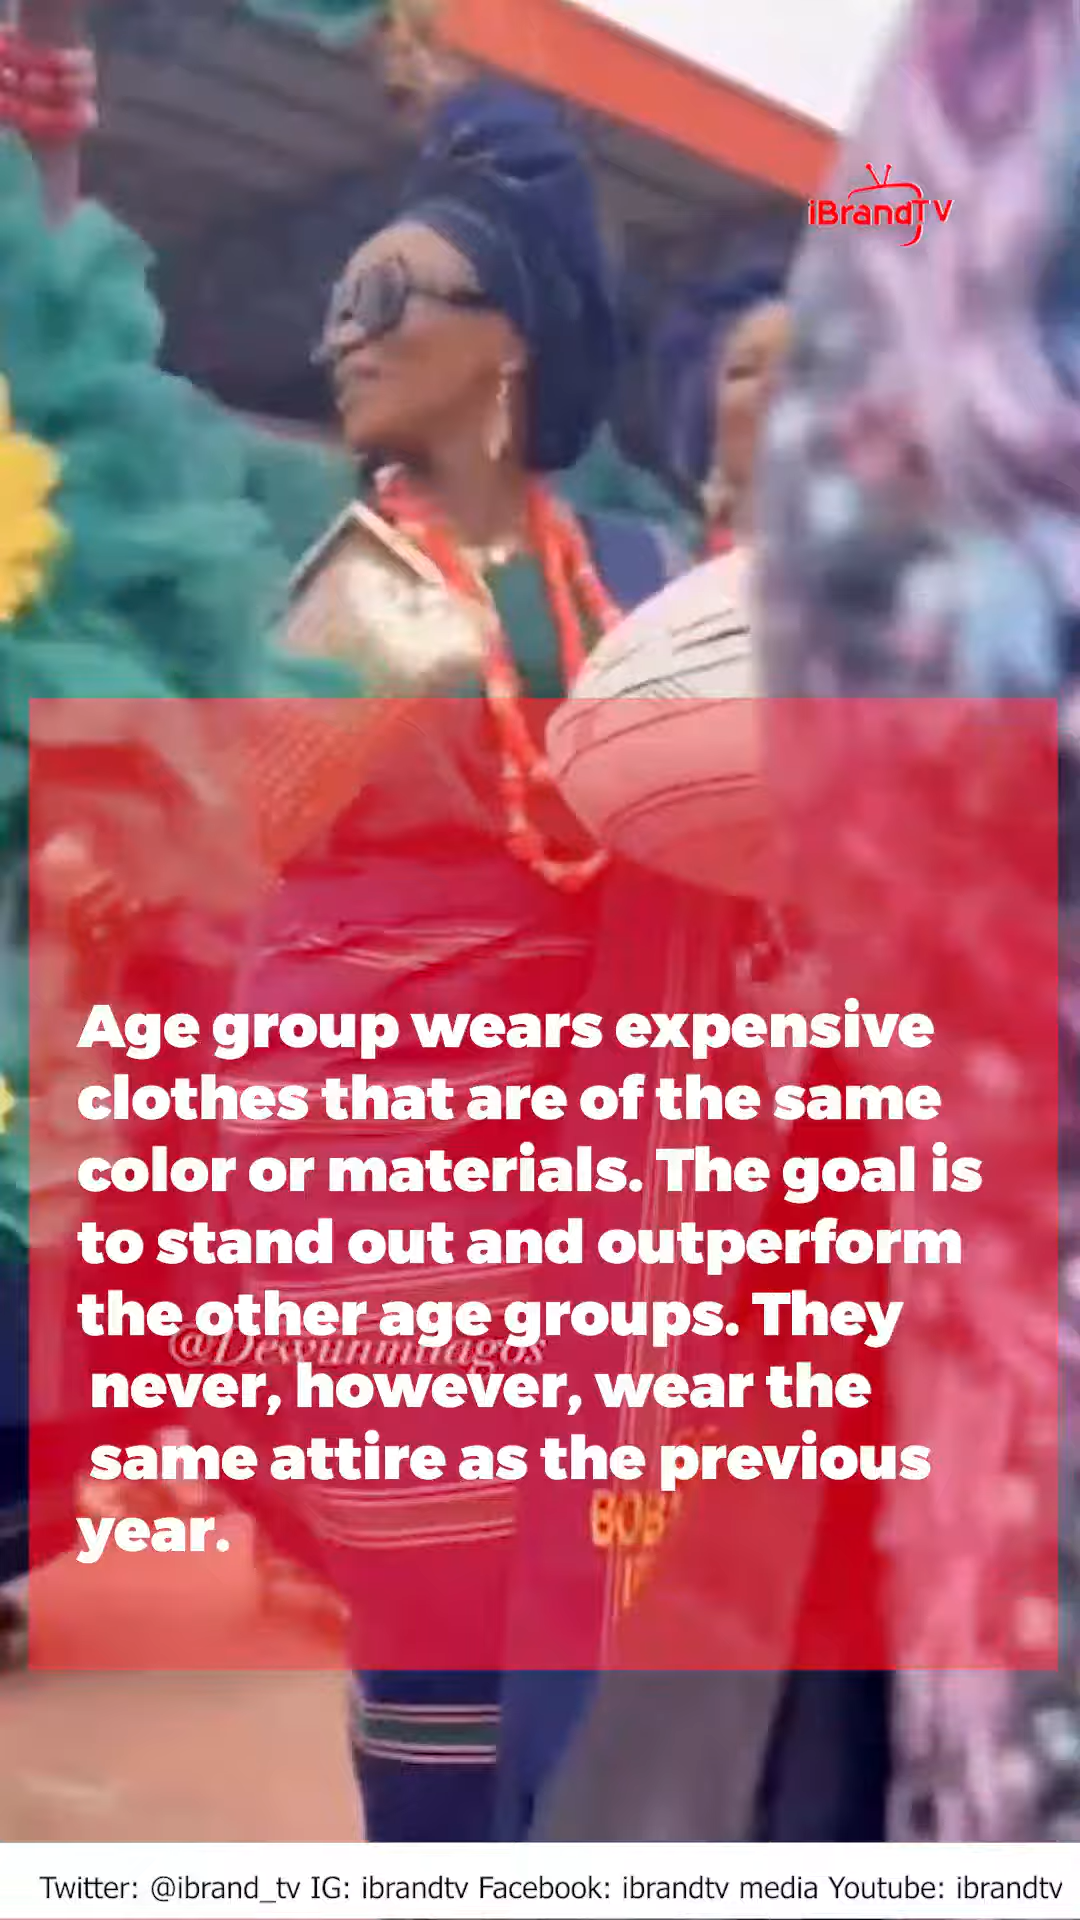 iBrandTV
Age group wears expensive
clothes that are of the same
color or materials. The goal is
to stand out and outperform
the other age groups. They
@Dewunmilagos
never, however, wear the
same attire as the previous
BOB
year.
Twitter: @ibrand_tv IG: ibrandtv Facebook: ibrandtv media Youtube: ibrandtv